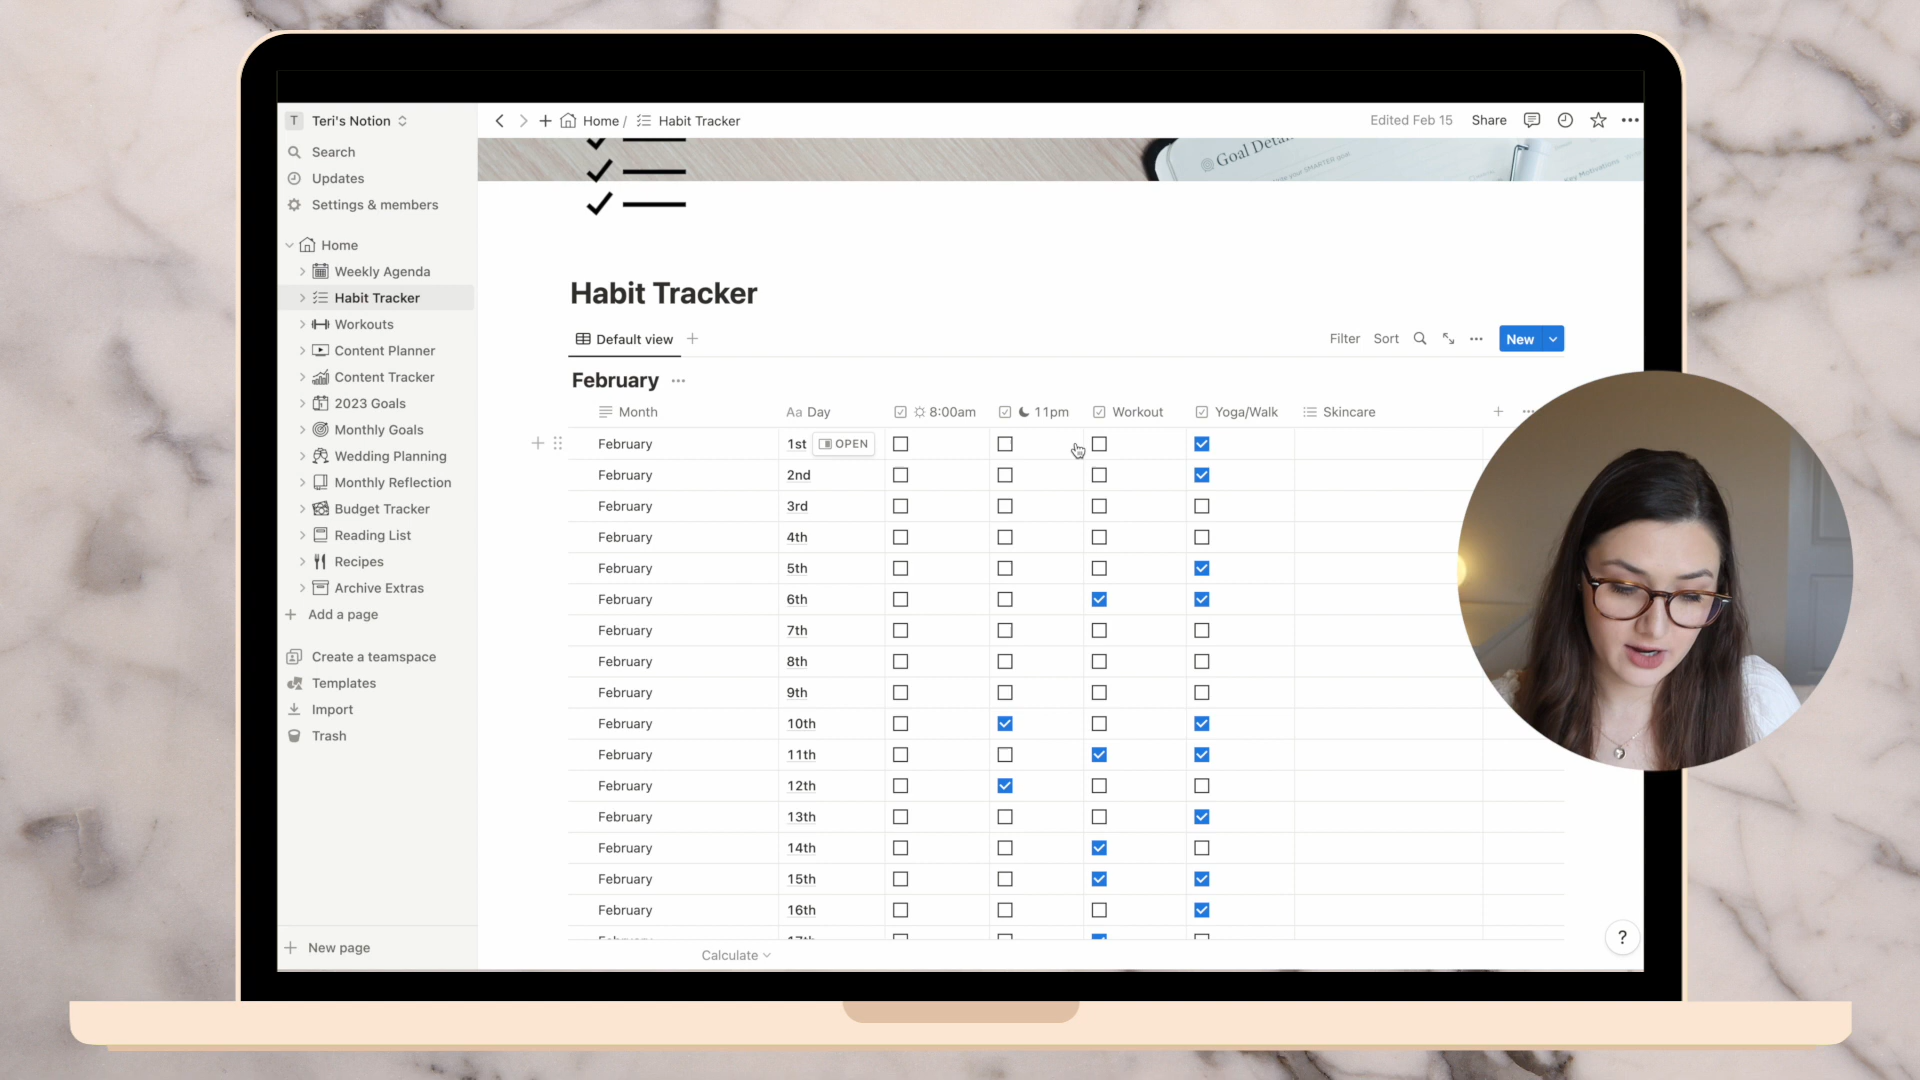 T Teri's Notion
Home / Habit Tracker
Edited Feb 15 Share
Search
Updates
Settings & members
Home
Weekly Agenda
Habit Tracker
Workouts
Content Planner
Content Tracker
2023 Goals
Monthly Goals
Wedding Planning
Monthly Reflection
Budget Tracker
Reading List
Recipes
Archive Extras
Add a page
Create a teamspace
Templates
Import
Trash
New page
Goal
Key Motivations
Habit Tracker
Default view
Filter Sort New
February
Month Aa Day 8:00am 11pm Workout Yoga/Walk Skincare
February 1st OPEN
February 2nd
February 3rd
February 4th
February 5th
February 6th
February 7th
February 8th
February 9th
February 10th
February 11th
February 12th
February 13th
February 14th
February 15th
February 16th
February 17th
Calculate
?